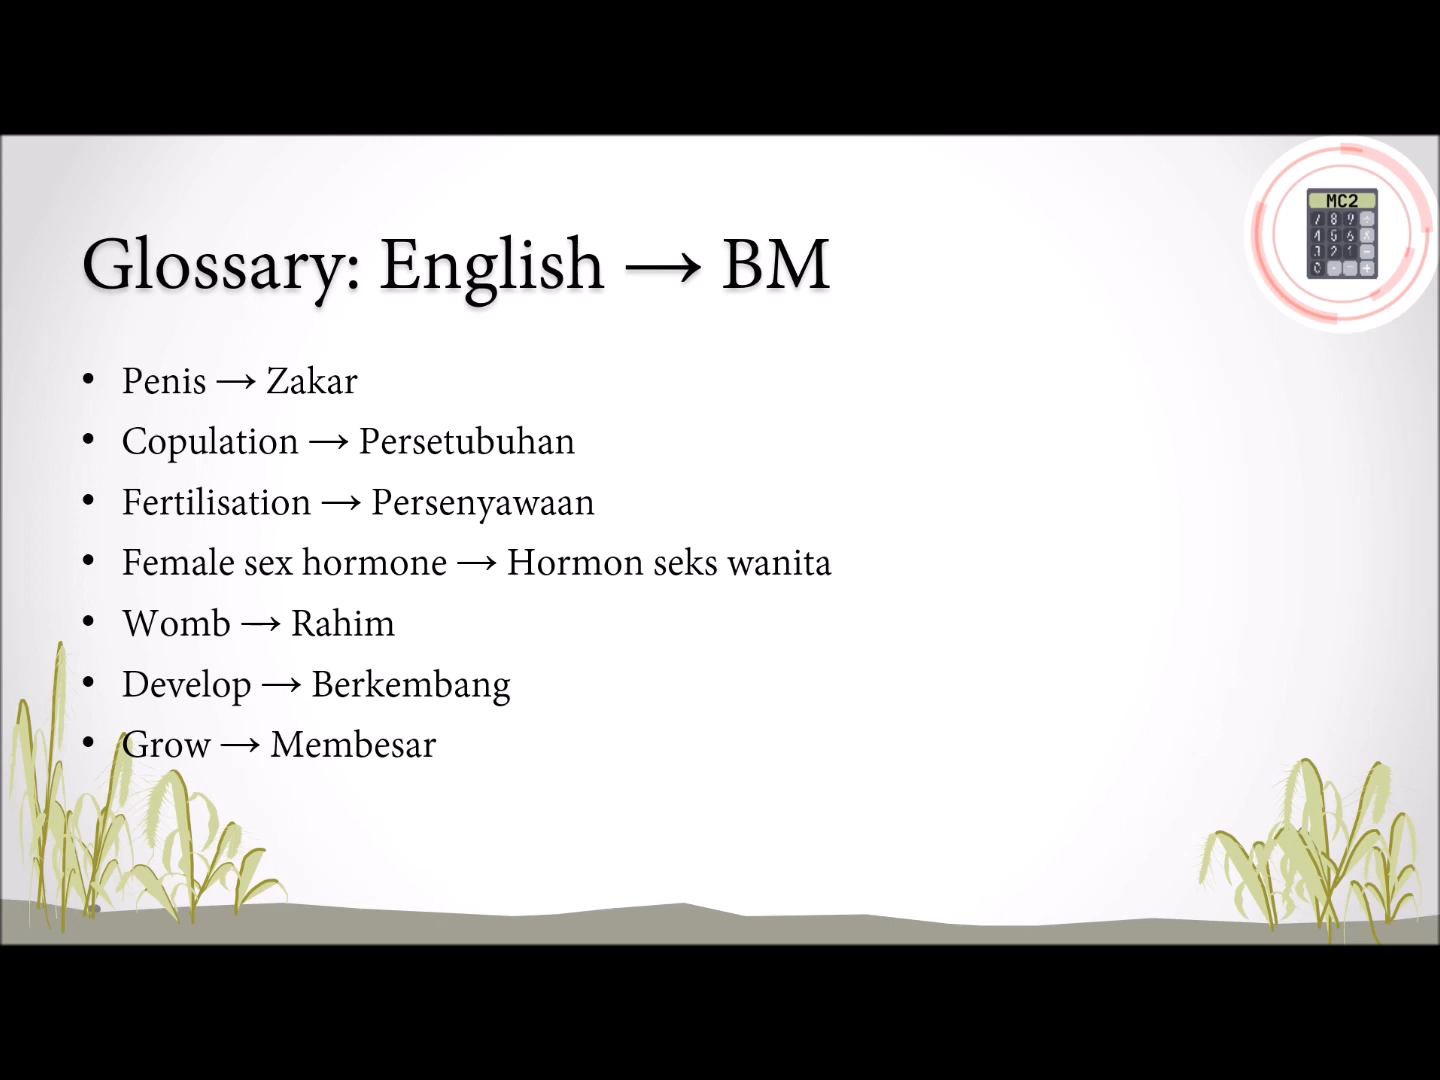 MC2
Glossary: English → BM
• Penis → Zakar
• Copulation → Persetubuhan
• Fertilisation → Persenyawaan
• Female sex hormone → Hormon seks wanita
• Womb → Rahim
• Develop → Berkembang
• Grow → Membesar